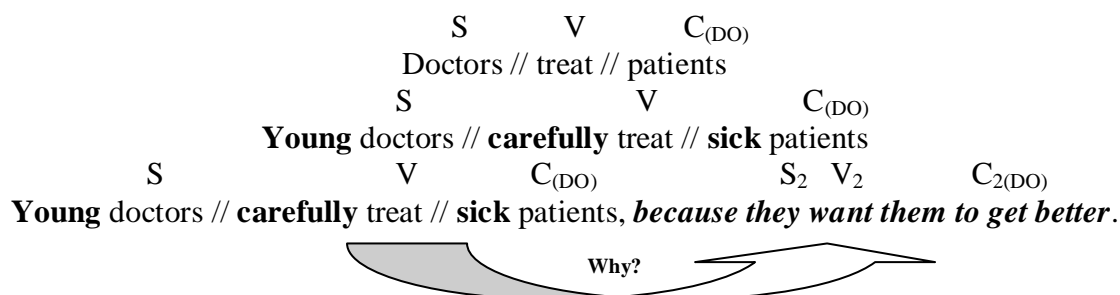 S V C(DO)
Doctors // treat // patients
S V C(DO)
Young doctors // carefully treat // sick patients
S V C(DO) S2 V2 C2(DO)
Young doctors // carefully treat // sick patients, because they want them to get better.
Why?